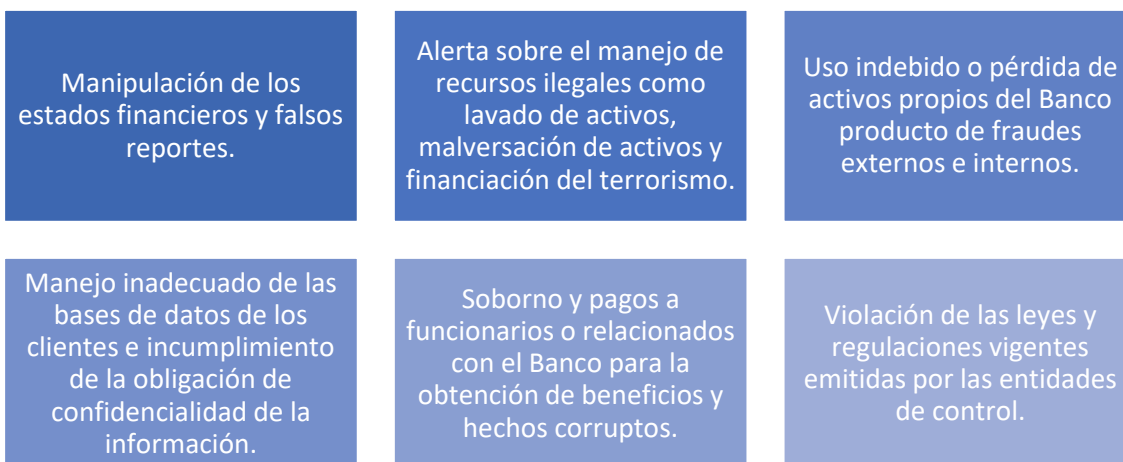 Manipulación de los
estados financieros y falsos
reportes.
Alerta sobre el manejo de
recursos ilegales como
lavado de activos,
malversación de activos y
financiación del terrorismo.
Uso indebido o pérdida de
activos propios del Banco
producto de fraudes
externos e internos.
Manejo inadecuado de las
bases de datos de los
clientes e incumplimiento
de la obligación de
confidencialidad de la
información.
Soborno y pagos a
funcionarios o relacionados
con el Banco para la
obtención de beneficios y
hechos corruptos.
Violación de las leyes y
regulaciones vigentes
emitidas por las entidades
de control.